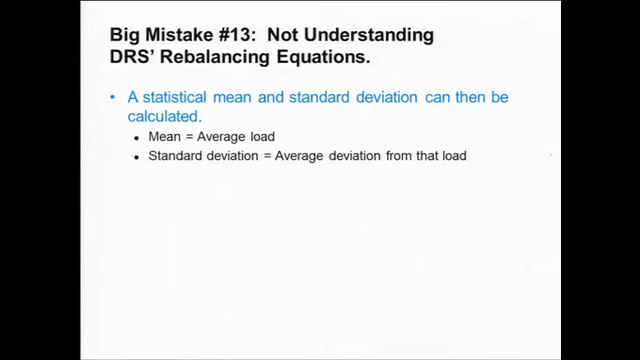 Big Mistake #13: Not Understanding
DRS’ Rebalancing Equations.
• A statistical mean and standard deviation can then be
calculated.
• Mean = Average load
• Standard deviation = Average deviation from that load